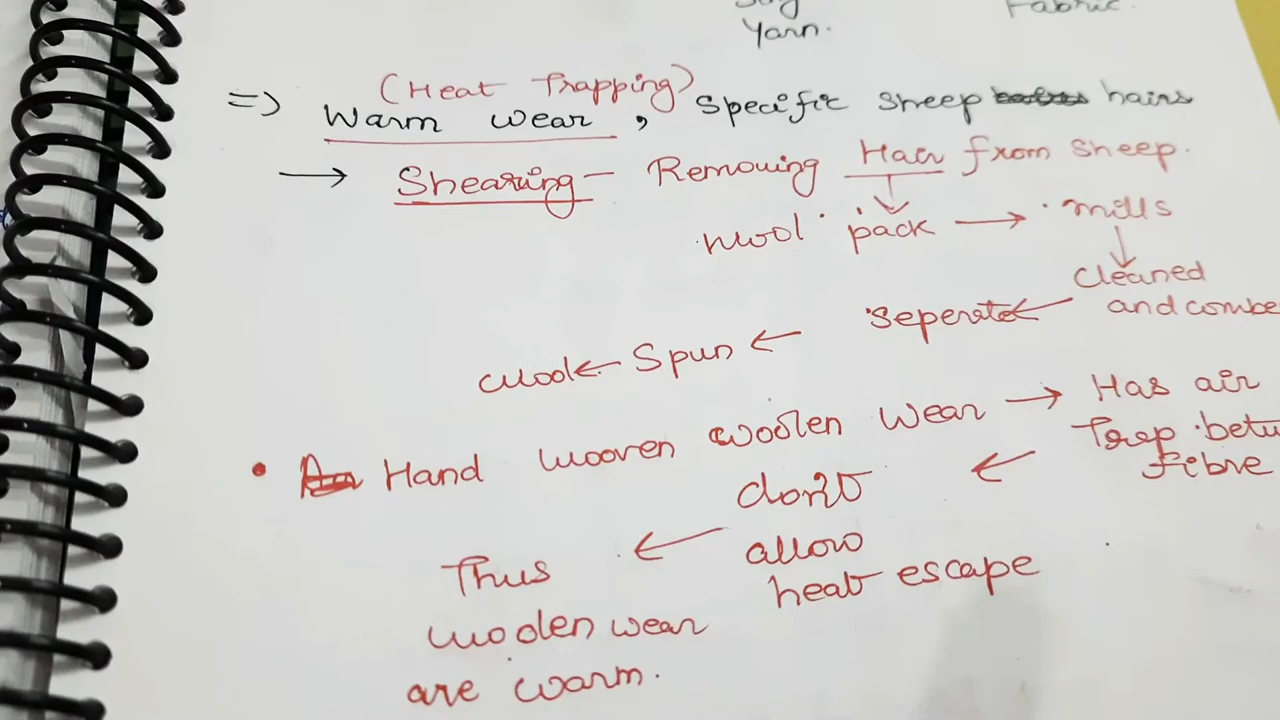 Yarn. Fabric.
(Heat Trapping)
=> Warm wear, Specific Sheep hairs
→ Shearing - Removing Hair from sheep.
wool pack → mills
Cleaned
and combe
Seperate ←
wool ← Spun ←
• Hand wooven woolen wear → Has air
Trap betw
fibre
← don't
allow
heat escape
← Thus
woolen wear
are warm.